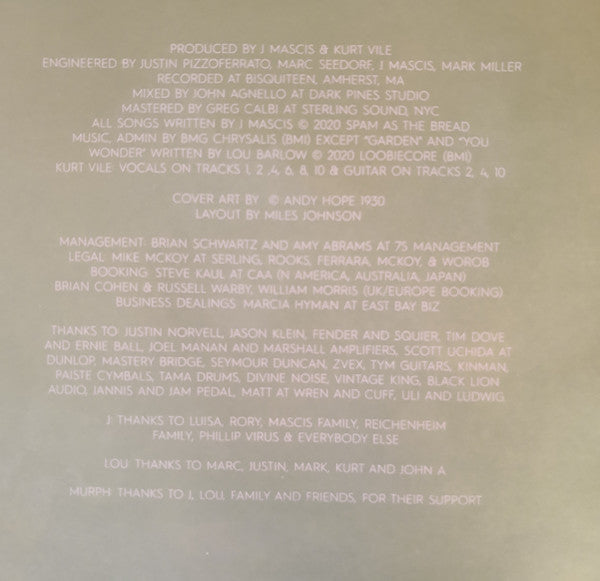 PRODUCED BY J MASCIS & KURT VILE
ENGINEERED BY JUSTIN PIZZOFERRATO, MARC SEEDORF, J MASCIS, MARK MILLER
RECORDED AT BISQUITEEN, AMHERST, MA
MIXED BY JOHN AGNELLO AT DARK PINES STUDIO
MASTERED BY GREG CALBI AT STERLING SOUND, NYC
ALL SONGS WRITTEN BY J MASCIS © 2020 SPAM AS THE BREAD
MUSIC, ADMIN BY BMG CHRYSALIS (BMI) EXCEPT "GARDEN" AND "YOU
WONDER" WRITTEN BY LOU BARLOW © 2020 LOOBIECORE (BMI)
KURT VILE: VOCALS ON TRACKS 1, 2 ,4, 6, 8, 10 & GUITAR ON TRACKS 2, 4, 10
COVER ART BY © ANDY HOPE 1930
LAYOUT BY MILES JOHNSON
MANAGEMENT: BRIAN SCHWARTZ AND AMY ABRAMS AT 7S MANAGEMENT
LEGAL: MIKE MCKOY AT SERLING, ROOKS, FERRARA, MCKOY, & WOROB
BOOKING: STEVE KAUL AT CAA (N AMERICA, AUSTRALIA, JAPAN)
BRIAN COHEN & RUSSELL WARBY, WILLIAM MORRIS (UK/EUROPE BOOKING)
BUSINESS DEALINGS: MARCIA HYMAN AT EAST BAY BIZ
THANKS TO: JUSTIN NORVELL, JASON KLEIN, FENDER AND SQUIER, TIM DOVE
AND ERNIE BALL, JOEL MANAN AND MARSHALL AMPLIFIERS, SCOTT UCHIDA AT
DUNLOP, MASTERY BRIDGE, SEYMOUR DUNCAN, ZVEX, TYM GUITARS, KINMAN,
PAISTE CYMBALS, TAMA DRUMS, DIVINE NOISE, VINTAGE KING, BLACK LION
AUDIO, IANNIS AND JAM PEDAL, MATT AT WREN AND CUFF, ULI AND LUDWIG.
J: THANKS TO LUISA, RORY, MASCIS FAMILY, REICHENHEIM
FAMILY, PHILLIP VIRUS & EVERYBODY ELSE
LOU: THANKS TO MARC, JUSTIN, MARK, KURT AND JOHN A
MURPH: THANKS TO J, LOU, FAMILY AND FRIENDS, FOR THEIR SUPPORT